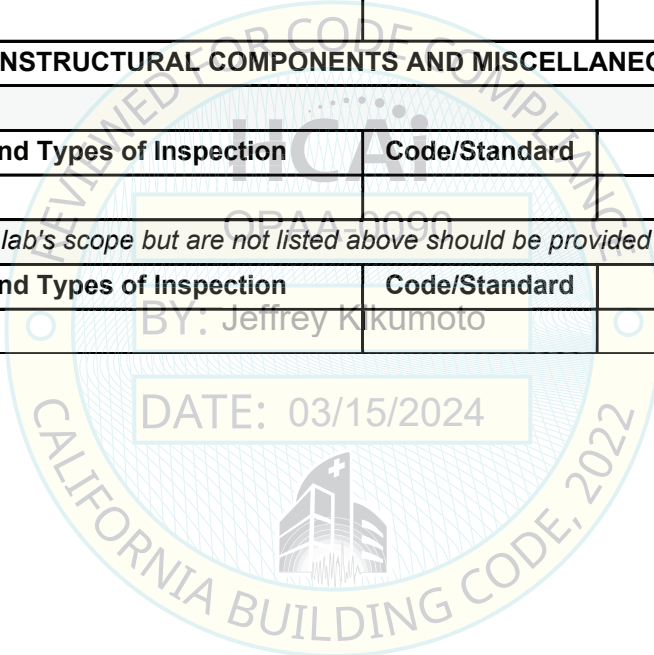 NSTRUCTURAL COMPONENTS AND MISCELLANEO
REVIEWED FOR CODE COMPLIANCE
HCAi
nd Types of Inspection Code/Standard
OPAA-0090
lab's scope but are not listed above should be provided
nd Types of Inspection Code/Standard
BY: Jeffrey Kikumoto
DATE: 03/15/2024
CALIFORNIA BUILDING CODE, 2022